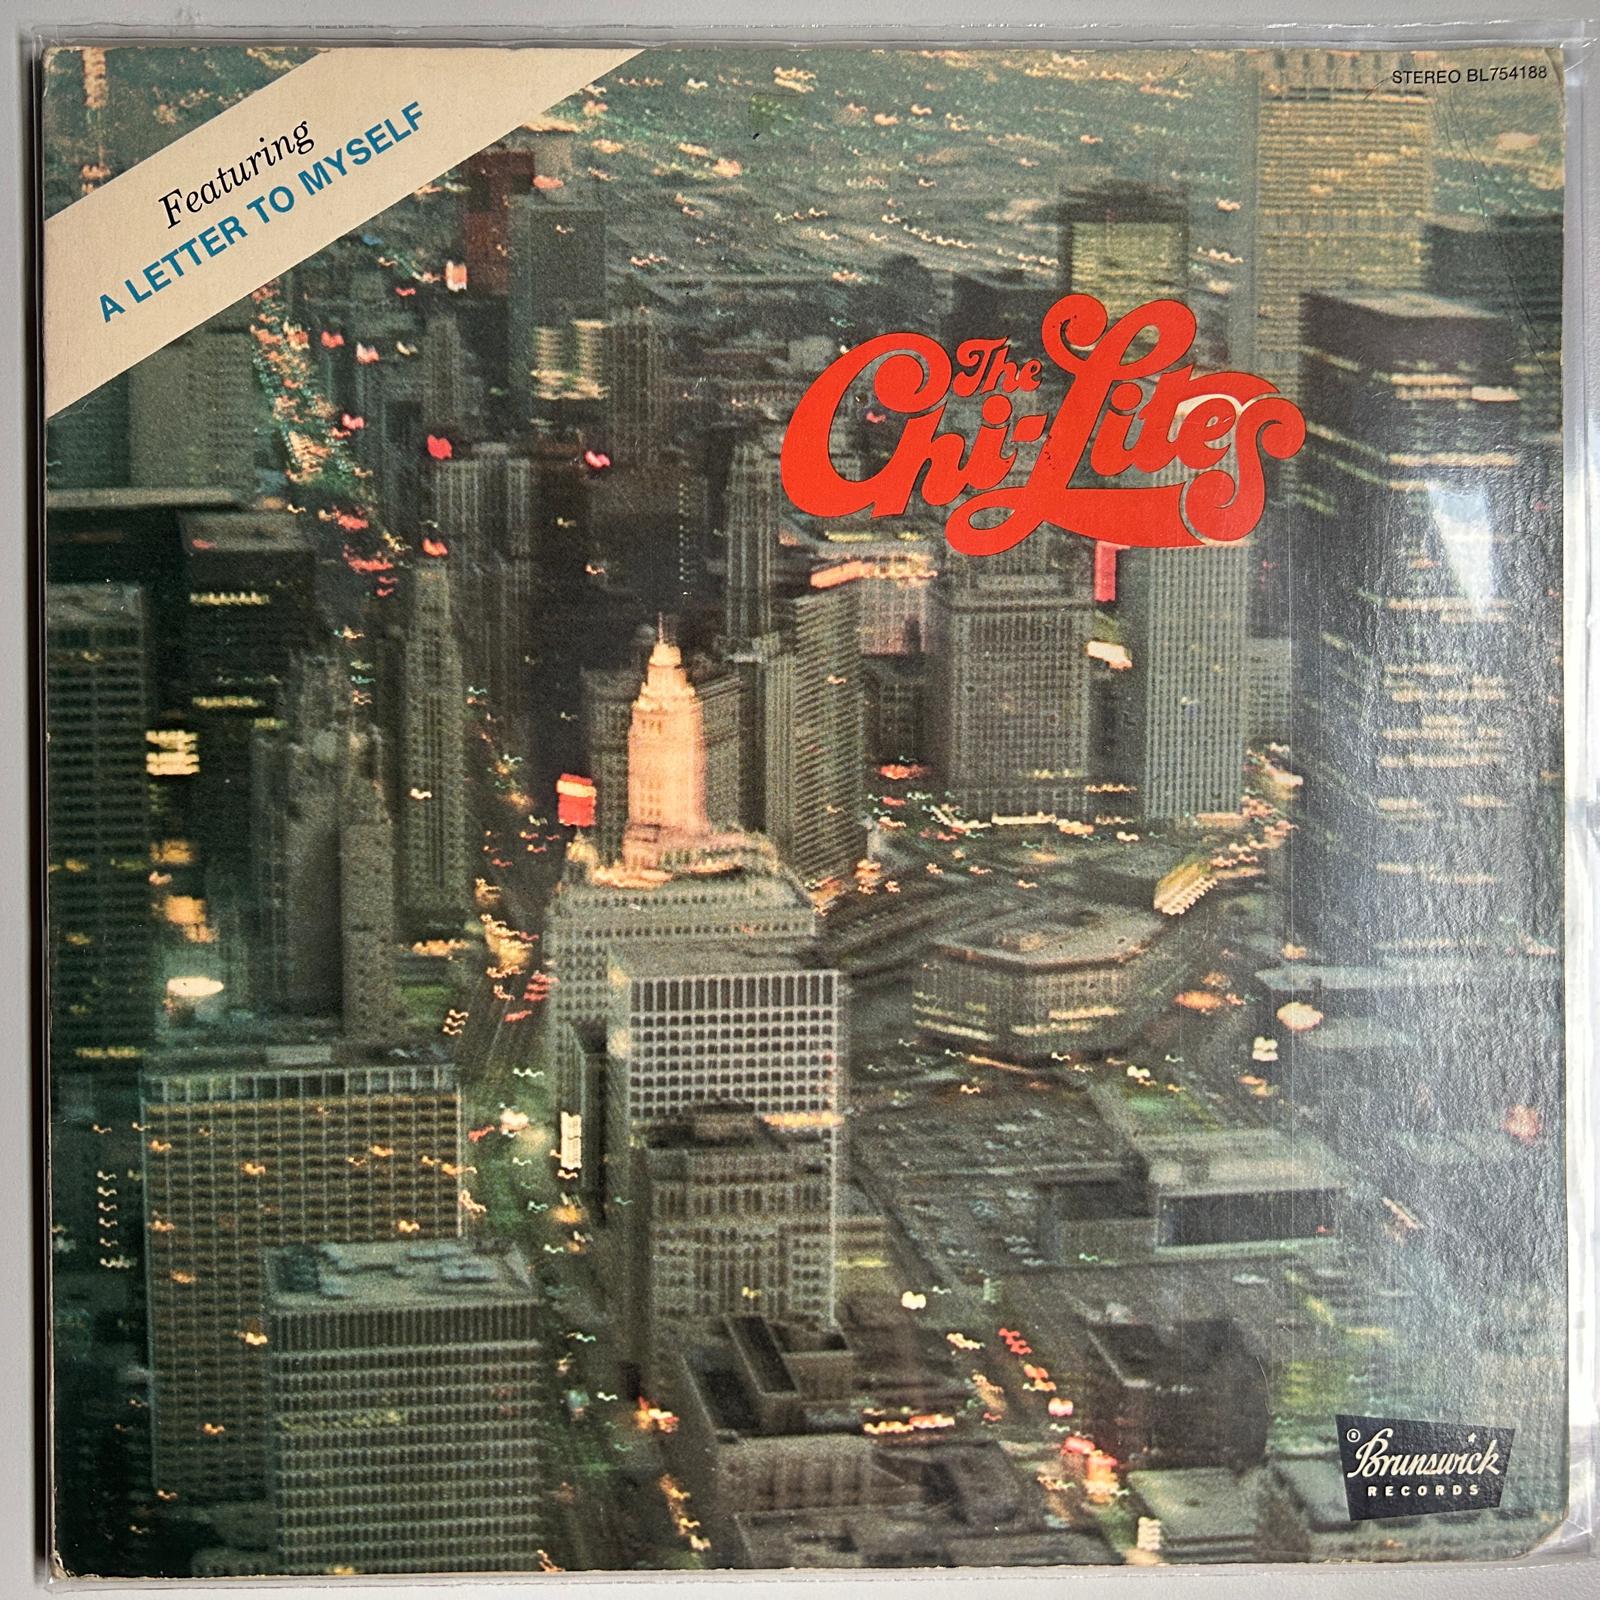 Featuring
A LETTER TO MYSELF
STEREO BL754188
The
Chi-Lites
® Brunswick
RECORDS